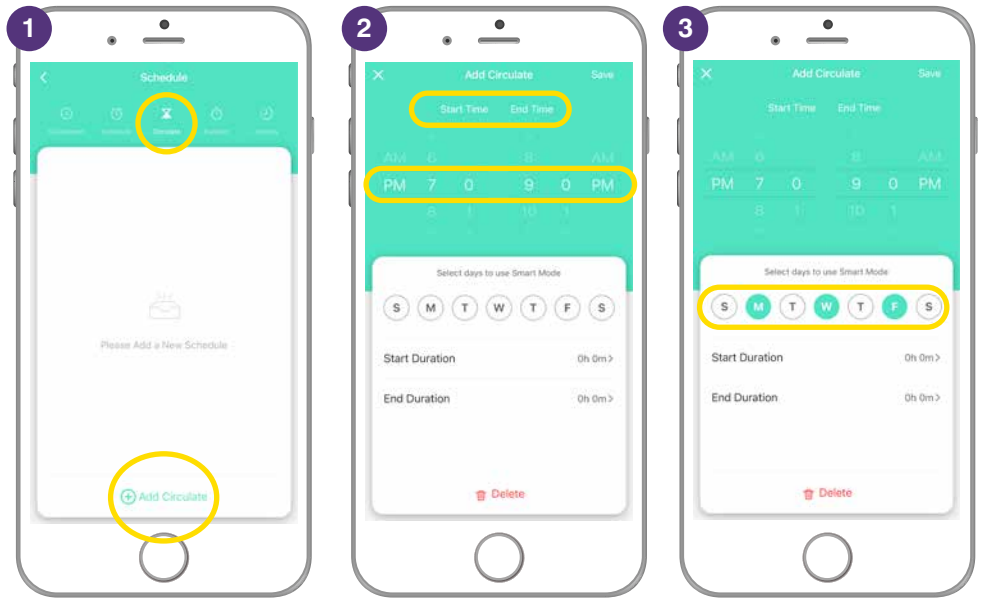 1
Schedule
Circulate
Please Add a New Schedule
Add Circulate
2
Add Circulate
Save
Start Time End Time
AM 6 8 AM
PM 7 0 9 0 PM
8 1 10 1
Select days to use Smart Mode
S M T W T F S
Start Duration 0h 0m >
End Duration 0h 0m >
Delete
3
Add Circulate
Save
Start Time End Time
AM 6 8 AM
PM 7 0 9 0 PM
8 1 10 1
Select days to use Smart Mode
S M T W T F S
Start Duration 0h 0m >
End Duration 0h 0m >
Delete